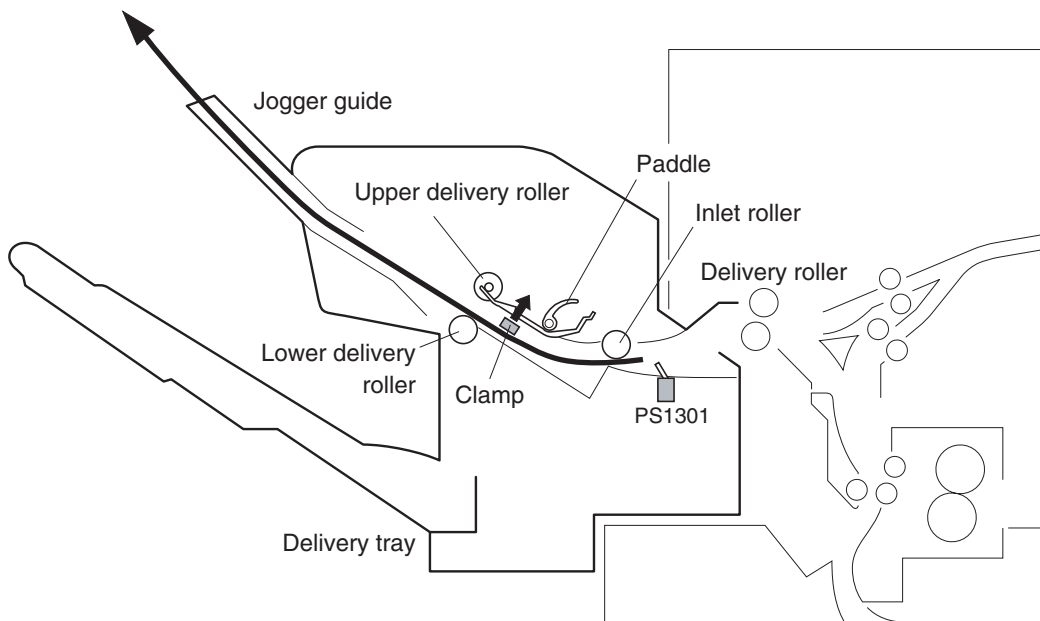 Jogger guide
Paddle
Upper delivery roller
Inlet roller
Delivery roller
Lower delivery
roller
Clamp
PS1301
Delivery tray